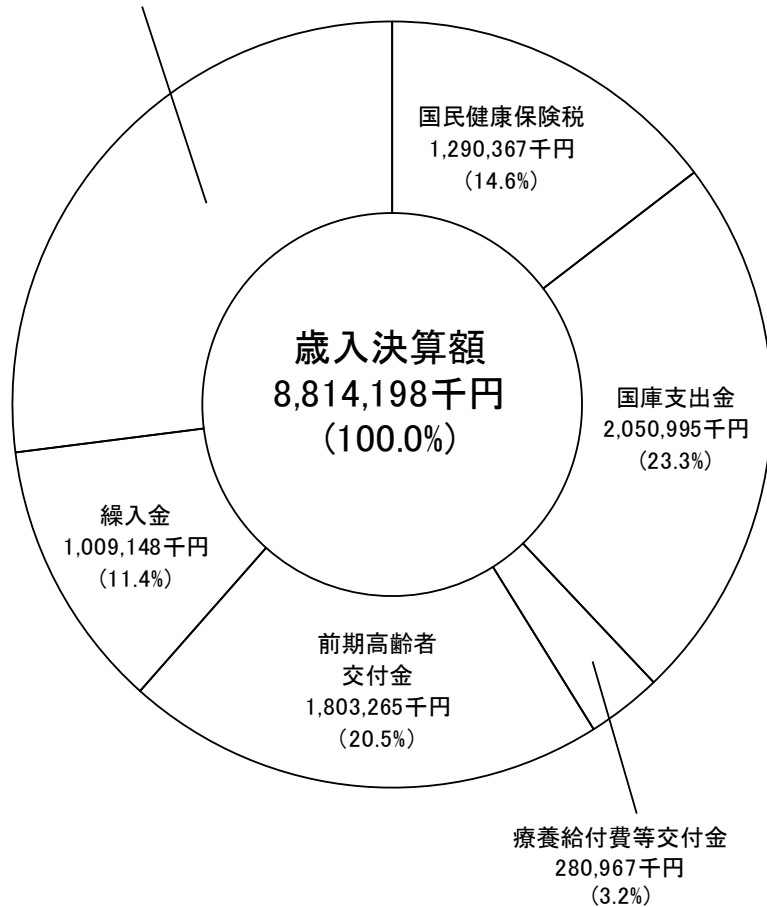 国民健康保険税
1,290,367千円
(14.6%)
歳入決算額
8,814,198千円
(100.0%)
国庫支出金
2,050,995千円
(23.3%)
繰入金
1,009,148千円
(11.4%)
前期高齢者
交付金
1,803,265千円
(20.5%)
療養給付費等交付金
280,967千円
(3.2%)